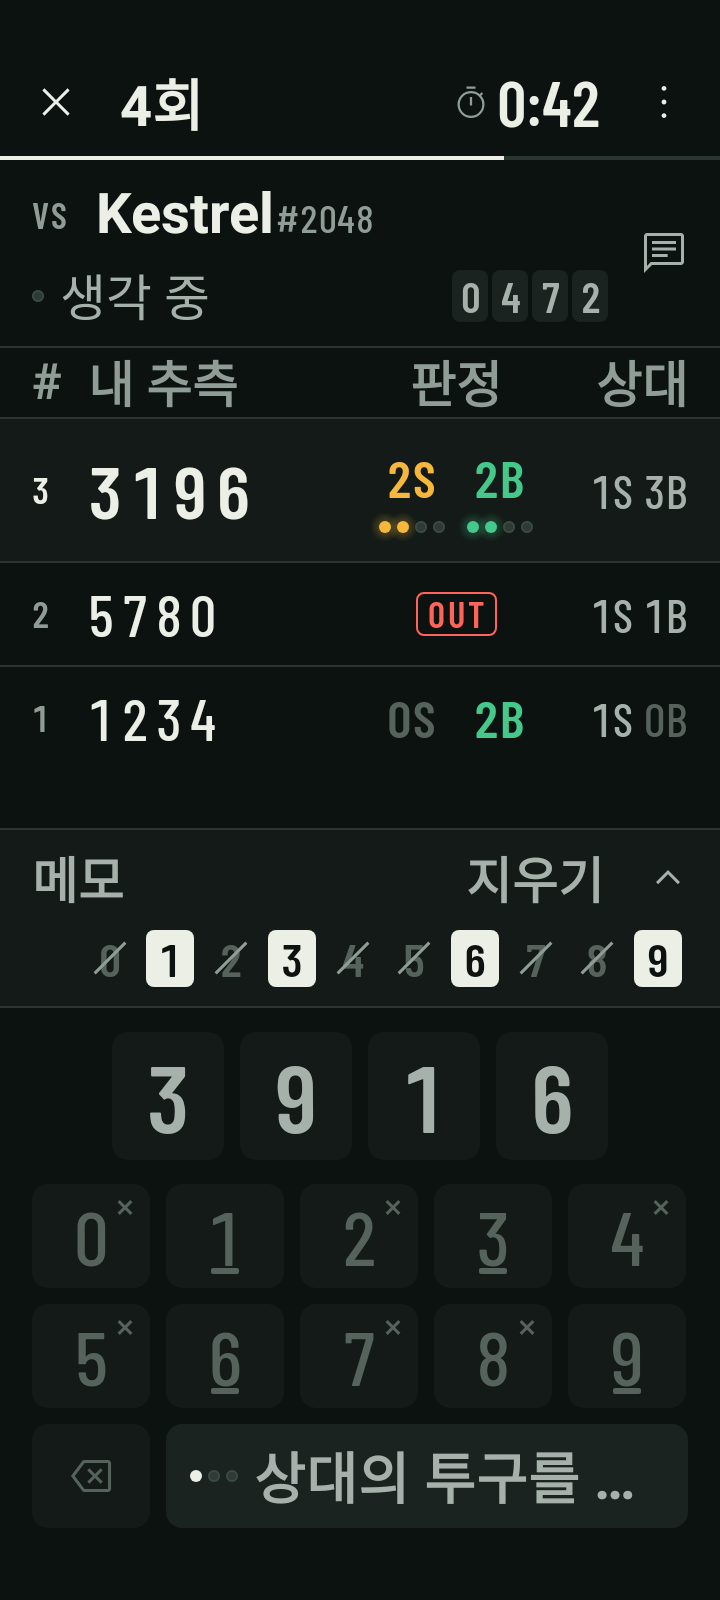 4회 0:42
VS Kestrel#2048
생각 중 0 4 7 2
# 내 추측 판정 상대
3 3196 2S 2B 1S 3B
2 5780 OUT 1S 1B
1 1234 0S 2B 1S 0B
메모 지우기
0 1 2 3 4 5 6 7 8 9
3 9 1 6
0 1 2 3 4
5 6 7 8 9
상대의 투구를 ...